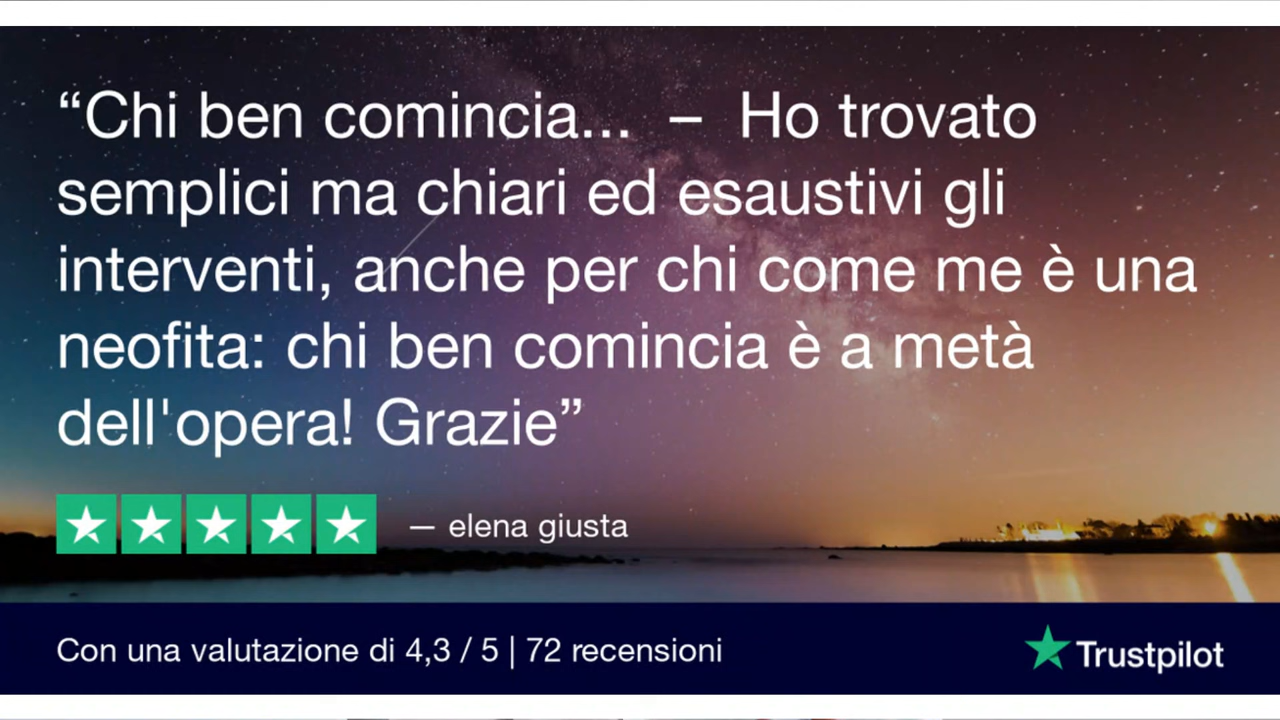 “Chi ben comincia... – Ho trovato
semplici ma chiari ed esaustivi gli
interventi, anche per chi come me è una
neofita: chi ben comincia è a metà
dell'opera! Grazie”
— elena giusta
Con una valutazione di 4,3 / 5 | 72 recensioni
Trustpilot